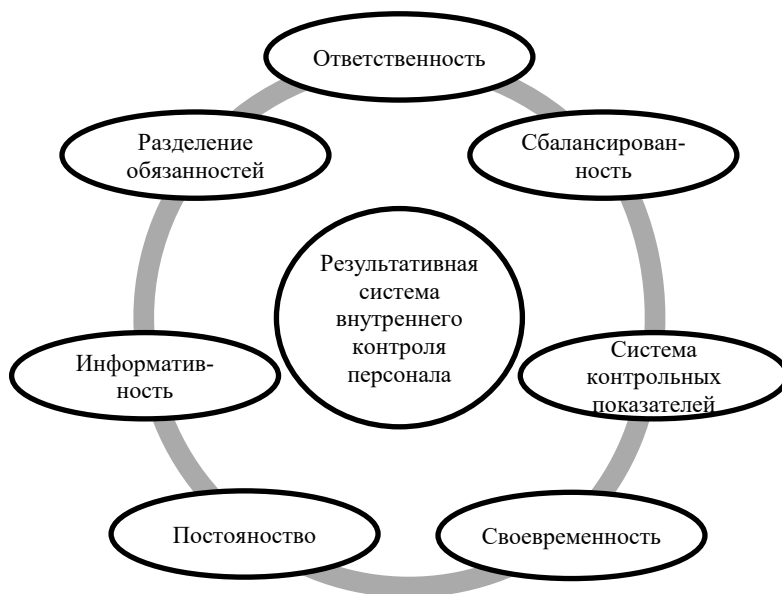 Ответственность
Разделение
обязанностей
Сбалансирован-
ность
Результативная
система
внутреннего
контроля
персонала
Информатив-
ность
Система
контрольных
показателей
Постояноство
Своевременность